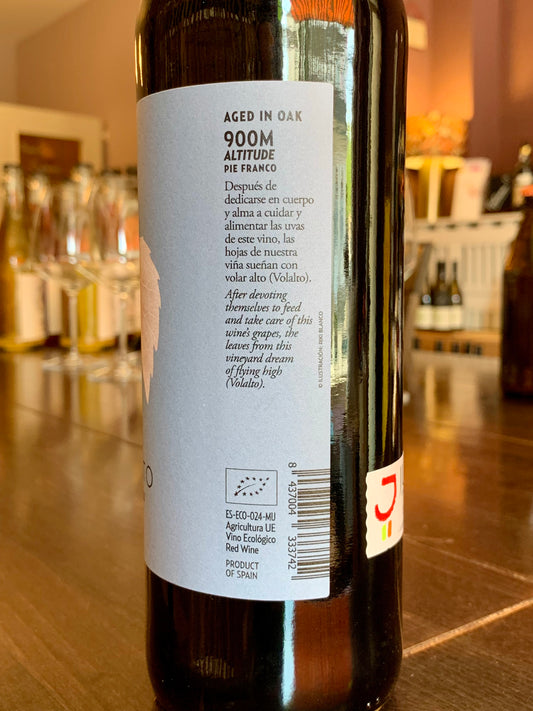 AGED IN OAK
900M
ALTITUDE
PIE FRANCO
Después de
dedicarse en cuerpo
y alma a cuidar y
alimentar las uvas
de este vino, las
hojas de nuestra
viña sueñan con
volar alto (Volalto).
After devoting
themselves to feed
and take care of this
wine's grapes, the
leaves from this
vineyard dream
of flying high
(Volalto).
© ILUSTRACIÓN: ERIC BLANCO
ES-ECO-024-MU
Agricultura UE
Vino Ecológico
Red Wine
PRODUCT
OF SPAIN
8 437004 333742